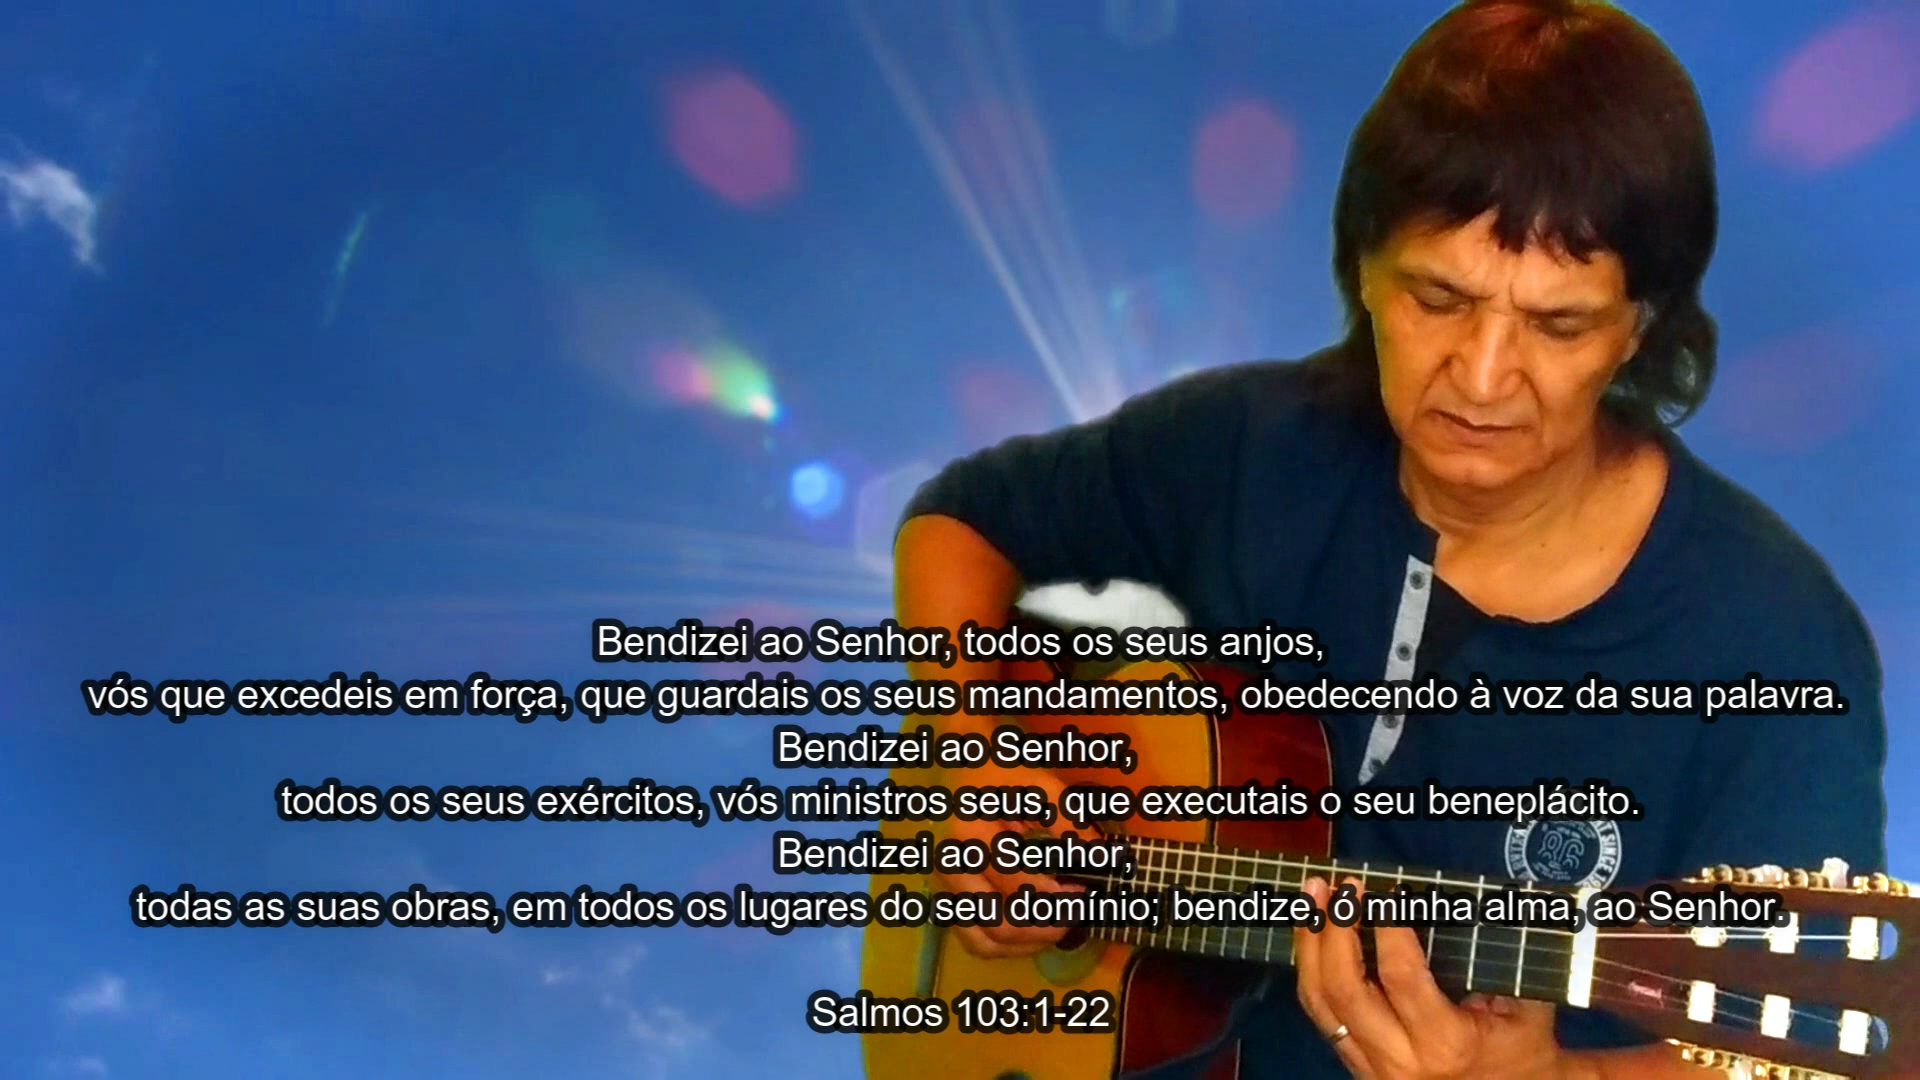 Bendizei ao Senhor, todos os seus anjos,
vós que excedeis em força, que guardais os seus mandamentos, obedecendo à voz da sua palavra.
Bendizei ao Senhor,
todos os seus exércitos, vós ministros seus, que executais o seu beneplácito.
Bendizei ao Senhor,
todas as suas obras, em todos os lugares do seu domínio; bendize, ó minha alma, ao Senhor.
Salmos 103:1-22